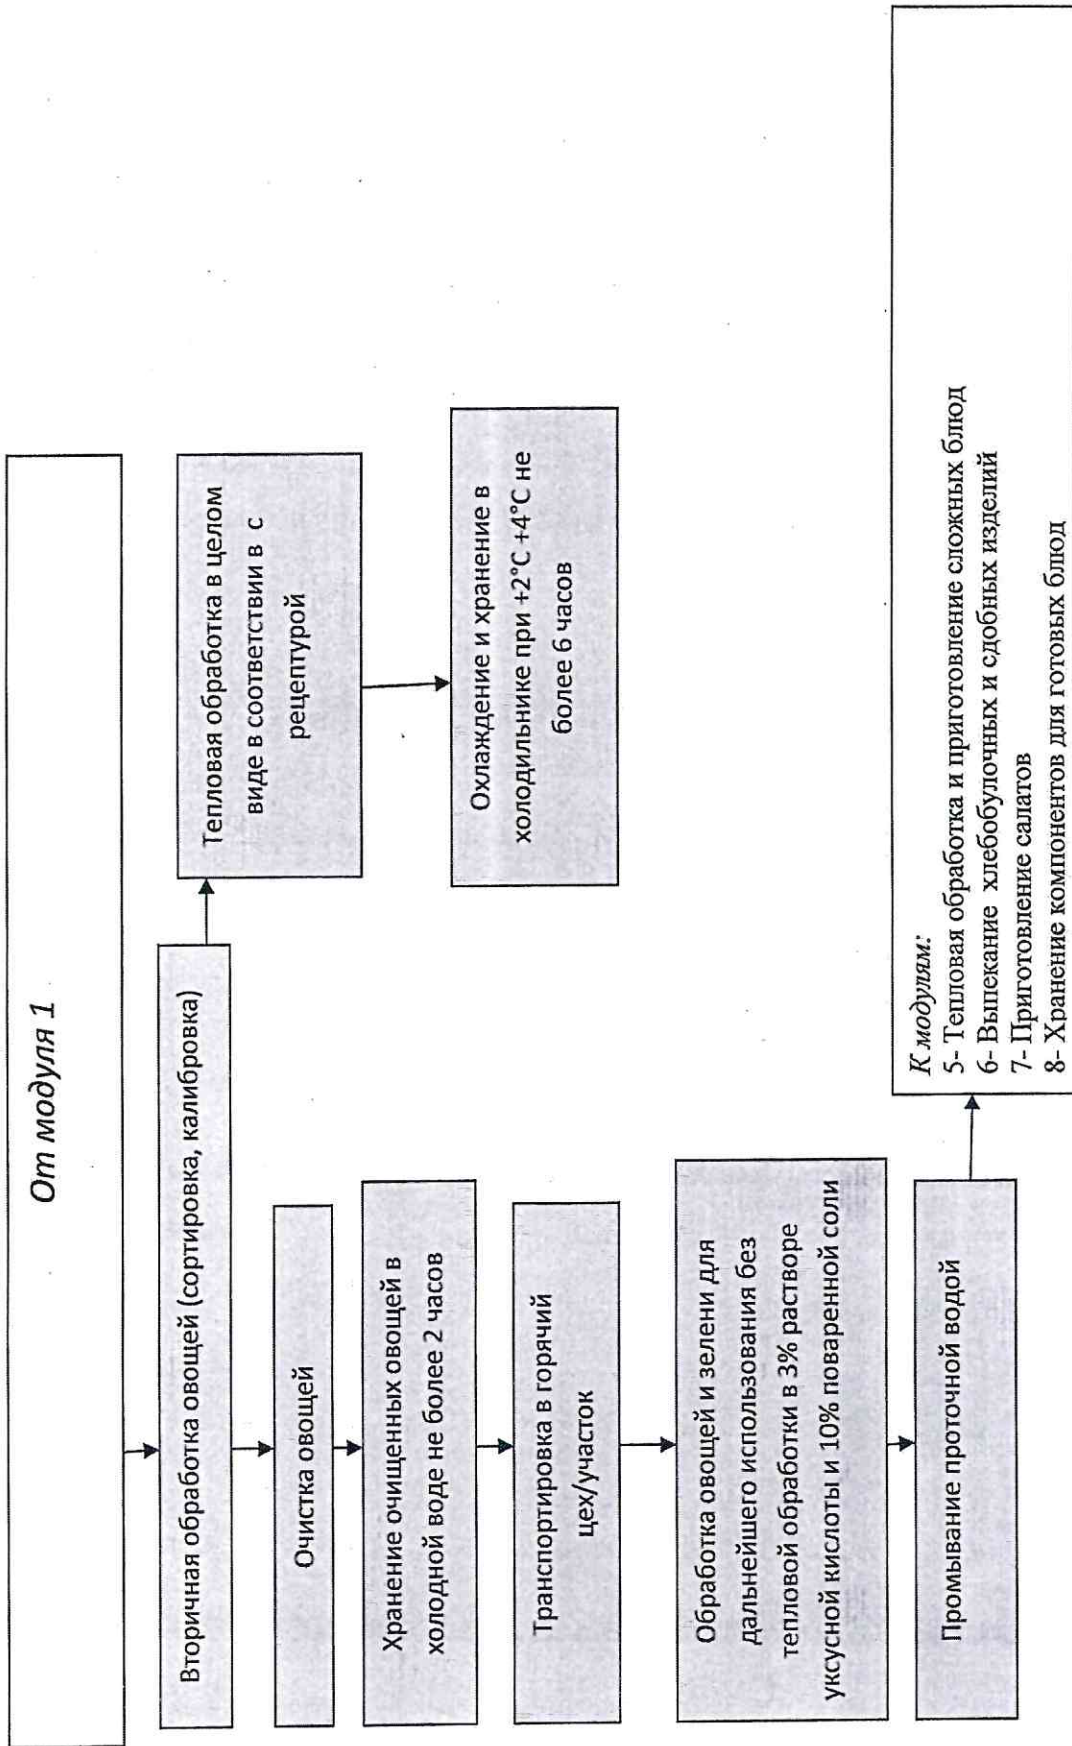 От модуля 1
Вторичная обработка овощей (сортировка, калибровка)
Тепловая обработка в целом
виде в соответствии в с
рецептурой
Охлаждение и хранение в
холодильнике при +2°С +4°С не
более 6 часов
Очистка овощей
Хранение очищенных овощей в
холодной воде не более 2 часов
Транспортировка в горячий
цех/участок
Обработка овощей и зелени для
дальнейшего использования без
тепловой обработки в 3% растворе
уксусной кислоты и 10% поваренной соли
Промывание проточной водой
К модулям:
5- Тепловая обработка и приготовление сложных блюд
6- Выпекание хлебобулочных и сдобных изделий
7- Приготовление салатов
8- Хранение компонентов для готовых блюд